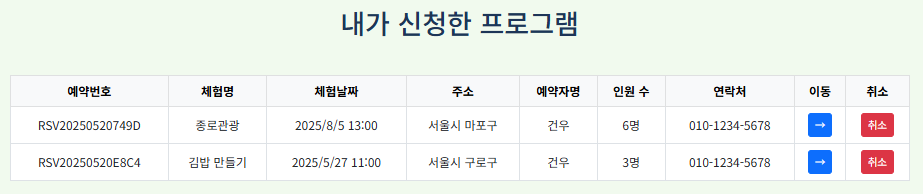 내가 신청한 프로그램
예약번호 체험명 체험날짜 주소 예약자명 인원 수 연락처 이동 취소
RSV20250520749D 종로관광 2025/8/5 13:00 서울시 마포구 건우 6명 010-1234-5678 → 취소
RSV20250520E8C4 김밥 만들기 2025/5/27 11:00 서울시 구로구 건우 3명 010-1234-5678 → 취소